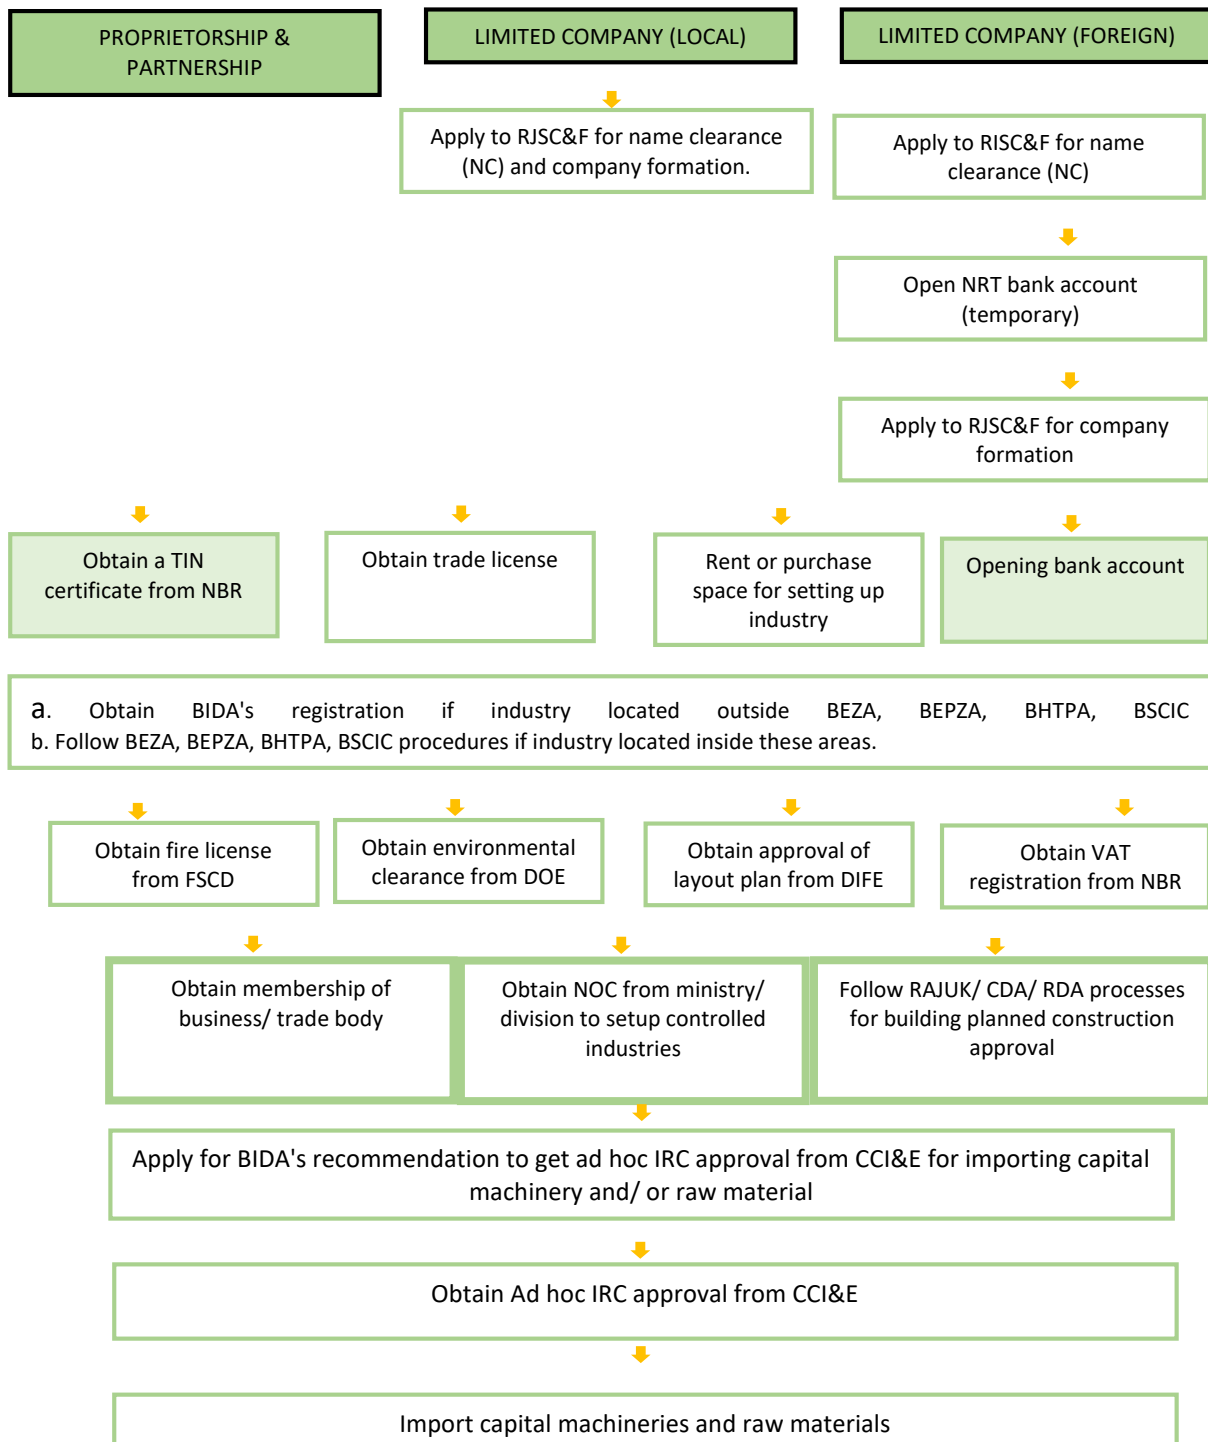 PROPRIETORSHIP &
PARTNERSHIP
LIMITED COMPANY (LOCAL)
LIMITED COMPANY (FOREIGN)
Apply to RJSC&F for name clearance
(NC) and company formation.
Apply to RISC&F for name
clearance (NC)
Open NRT bank account
(temporary)
Apply to RJSC&F for company
formation
Obtain a TIN
certificate from NBR
Obtain trade license
Rent or purchase
space for setting up
industry
Opening bank account
a. Obtain BIDA's registration if industry located outside BEZA, BEPZA, BHTPA, BSCIC
b. Follow BEZA, BEPZA, BHTPA, BSCIC procedures if industry located inside these areas.
Obtain fire license
from FSCD
Obtain environmental
clearance from DOE
Obtain approval of
layout plan from DIFE
Obtain VAT
registration from NBR
Obtain membership of
business/ trade body
Obtain NOC from ministry/
division to setup controlled
industries
Follow RAJUK/ CDA/ RDA processes
for building planned construction
approval
Apply for BIDA's recommendation to get ad hoc IRC approval from CCI&E for importing capital
machinery and/ or raw material
Obtain Ad hoc IRC approval from CCI&E
Import capital machineries and raw materials